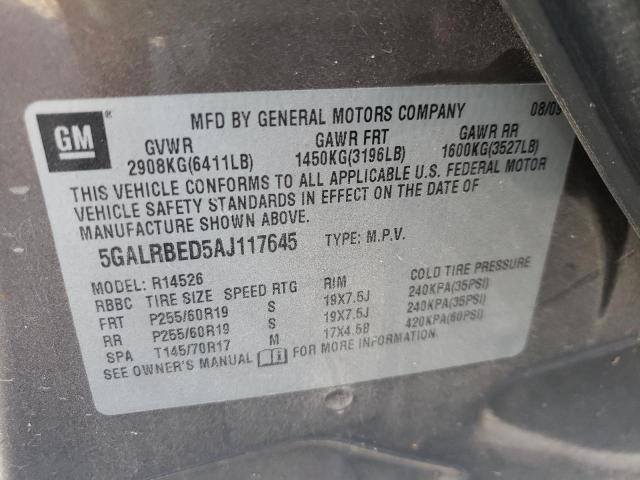 GM ®
MFD BY GENERAL MOTORS COMPANY 08/09
GVWR GAWR FRT GAWR RR
2908KG(6411LB) 1450KG(3196LB) 1600KG(3527LB)
THIS VEHICLE CONFORMS TO ALL APPLICABLE U.S. FEDERAL MOTOR
VEHICLE SAFETY STANDARDS IN EFFECT ON THE DATE OF
MANUFACTURE SHOWN ABOVE.
5GALRBED5AJ117645 TYPE: M.P.V.
MODEL: R14526
RBBC TIRE SIZE SPEED RTG RIM COLD TIRE PRESSURE
FRT P255/60R19 S 19X7.5J 240KPA(35PSI)
RR P255/60R19 S 19X7.5J 240KPA(35PSI)
SPA T145/70R17 M 17X4.5B 420KPA(60PSI)
SEE OWNER'S MANUAL FOR MORE INFORMATION.